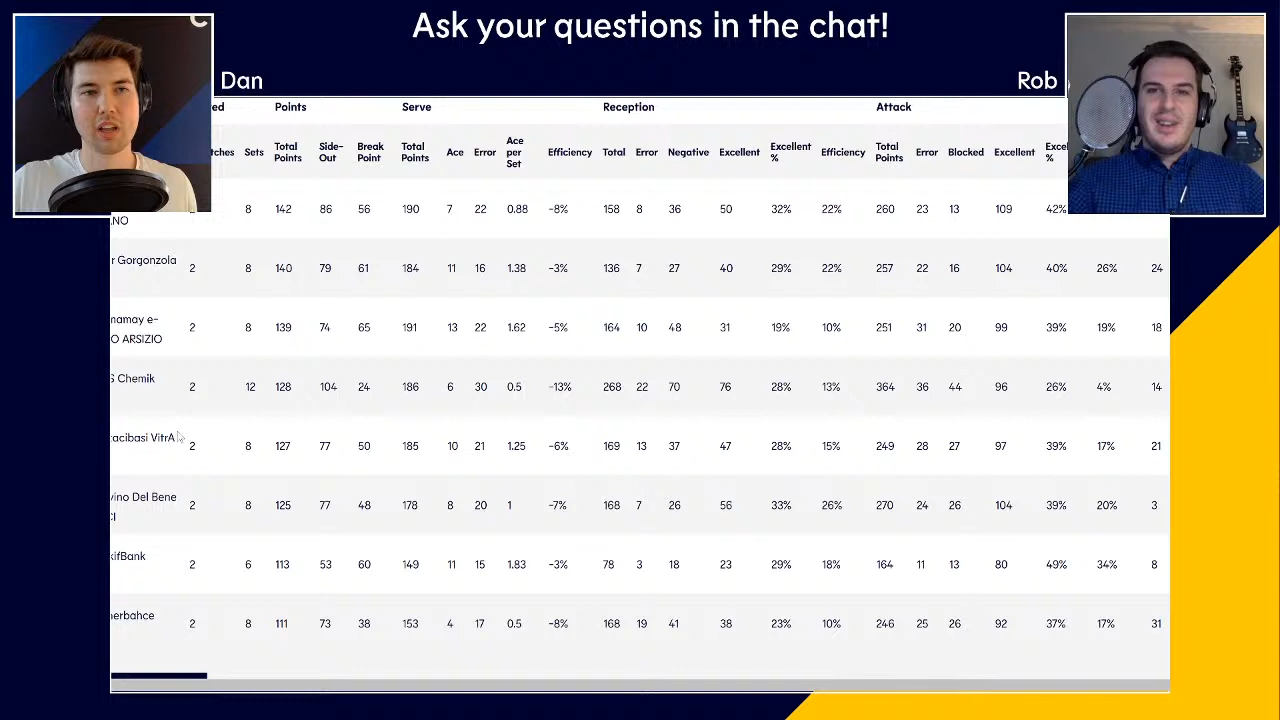 Ask your questions in the chat!
Dan
Rob
Points Serve Reception Attack
Sets Total Points Side-Out Break Point Total Points Ace Error Ace per Set Efficiency Total Error Negative Excellent Excellent % Efficiency Total Points Error Blocked Excellent
8 142 86 56 190 7 22 0.88 -8% 158 8 36 50 32% 22% 260 23 13 109 42%
Gorgonzola 2 8 140 79 61 184 11 16 1.38 -3% 136 7 27 40 29% 22% 257 22 16 104 40% 26% 24
e-
ARSIZIO 2 8 139 74 65 191 13 22 1.62 -5% 164 10 48 31 19% 10% 251 31 20 99 39% 19% 18
Chemik 2 12 128 104 24 186 6 30 0.5 -13% 268 22 70 76 28% 13% 364 36 44 96 26% 4% 14
VitrA 2 8 127 77 50 185 10 21 1.25 -6% 169 13 37 47 28% 15% 249 28 27 97 39% 17% 21
Del Bene 2 8 125 77 48 178 8 20 1 -7% 168 7 26 56 33% 26% 270 24 26 104 39% 20% 3
2 6 113 53 60 149 11 15 1.83 -3% 78 3 18 23 29% 18% 164 11 13 80 49% 34% 8
2 8 111 73 38 153 4 17 0.5 -8% 168 19 41 38 23% 10% 246 25 26 92 37% 17% 31